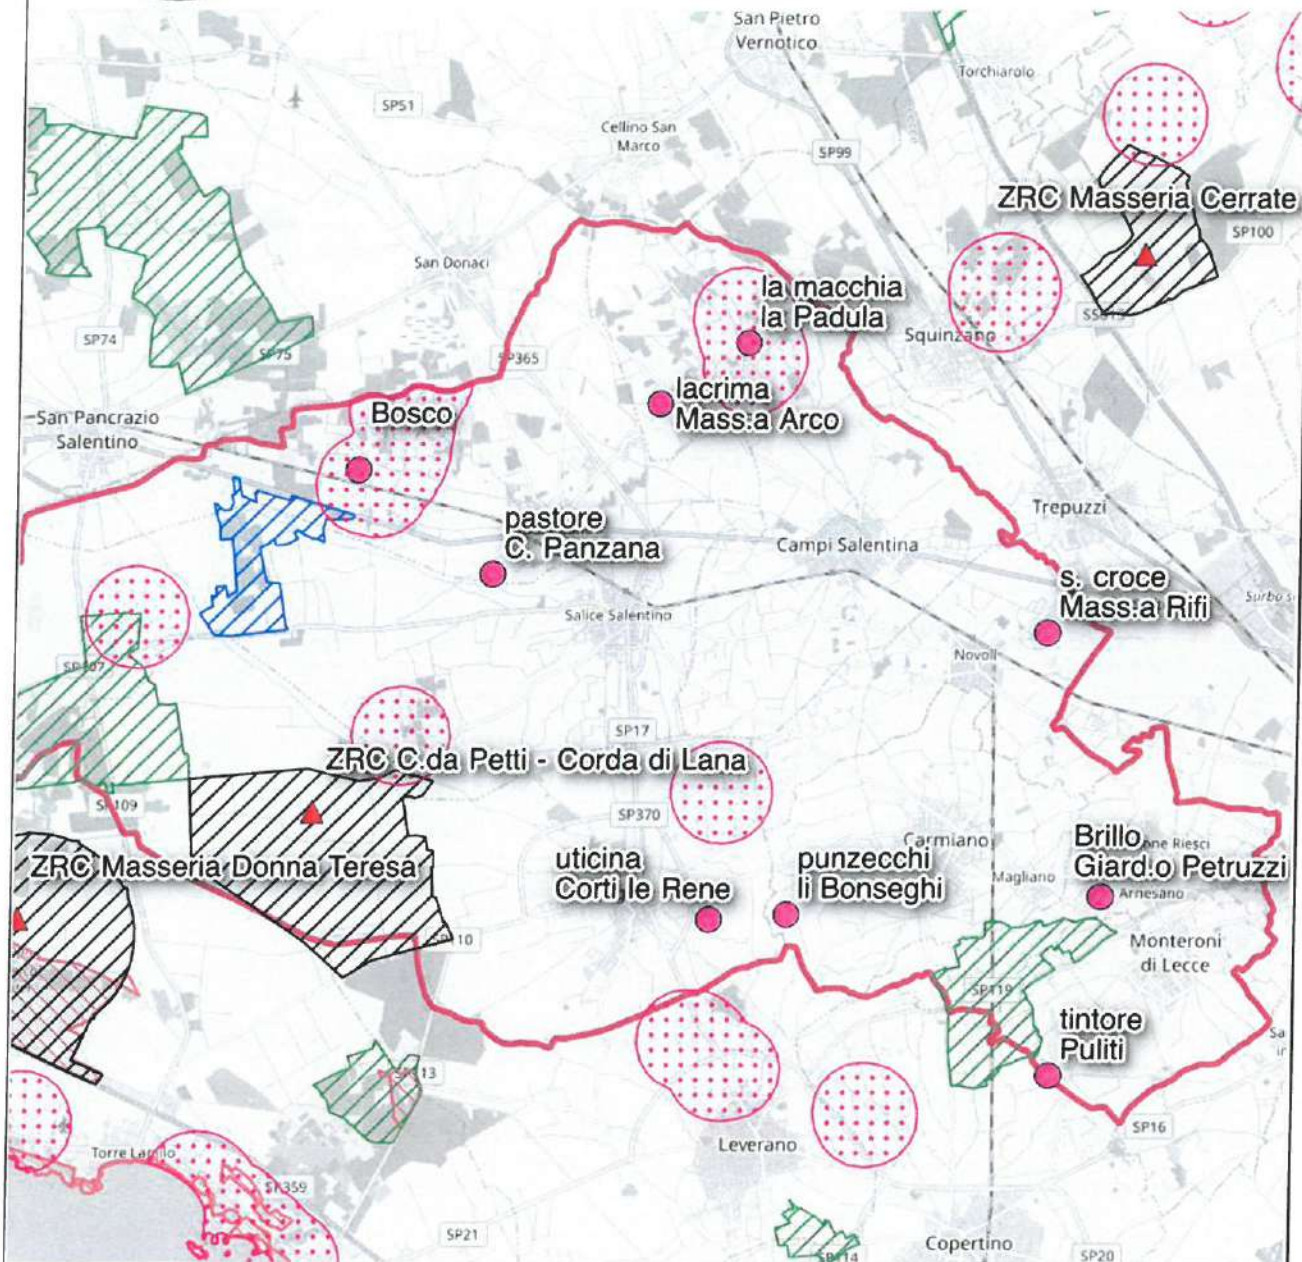 San Pietro
Vernotico
Torchiarolo
SP51
Cellino San
Marco
SP99
ZRC Masseria Cerrate
SP100
San Donaci
la macchia
la Padula
Squinzano
SP74
SP75
SP365
lacrima
Mass.a Arco
Bosco
San Pancrazio
Salentino
Trepuzzi
pastore
C. Panzana
Campi Salentina
s. croce
Mass.a Rifi
Salice Salentino
Novoli
SP107
SP17
ZRC C.da Petti - Corda di Lana
SP109
SP370
Carmiano
Brillo
Giard.o Petruzzi
ZRC Masseria Donna Teresa
uticina
Corti le Rene
punzecchi
li Bonseghi
Magliano
Arnesano
SP110
Monteroni
di Lecce
SP119
tintore
Puliti
SP16
Leverano
SP359
SP21
Copertino
SP20